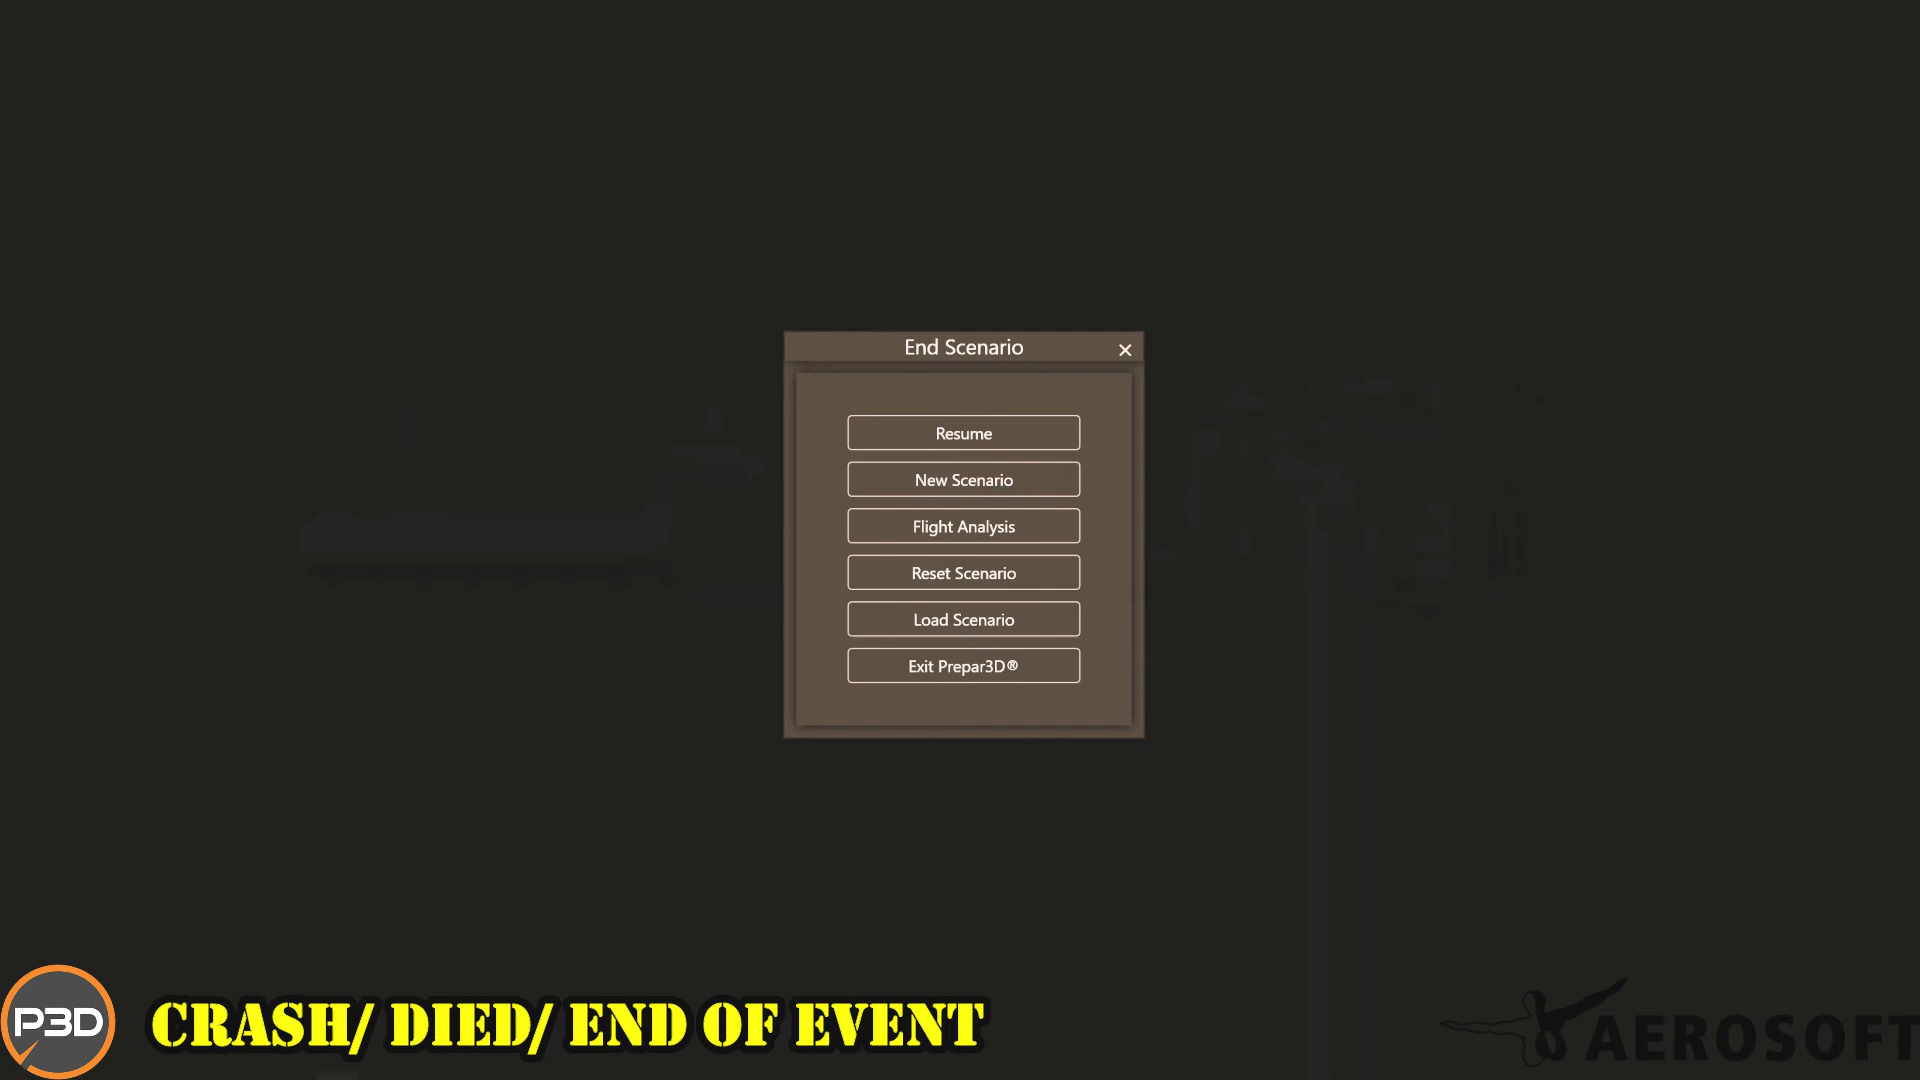 End Scenario
Resume
New Scenario
Flight Analysis
Reset Scenario
Load Scenario
Exit Prepar3D®
P3D
CRASH/ DIED/ END OF EVENT
AEROSOFT